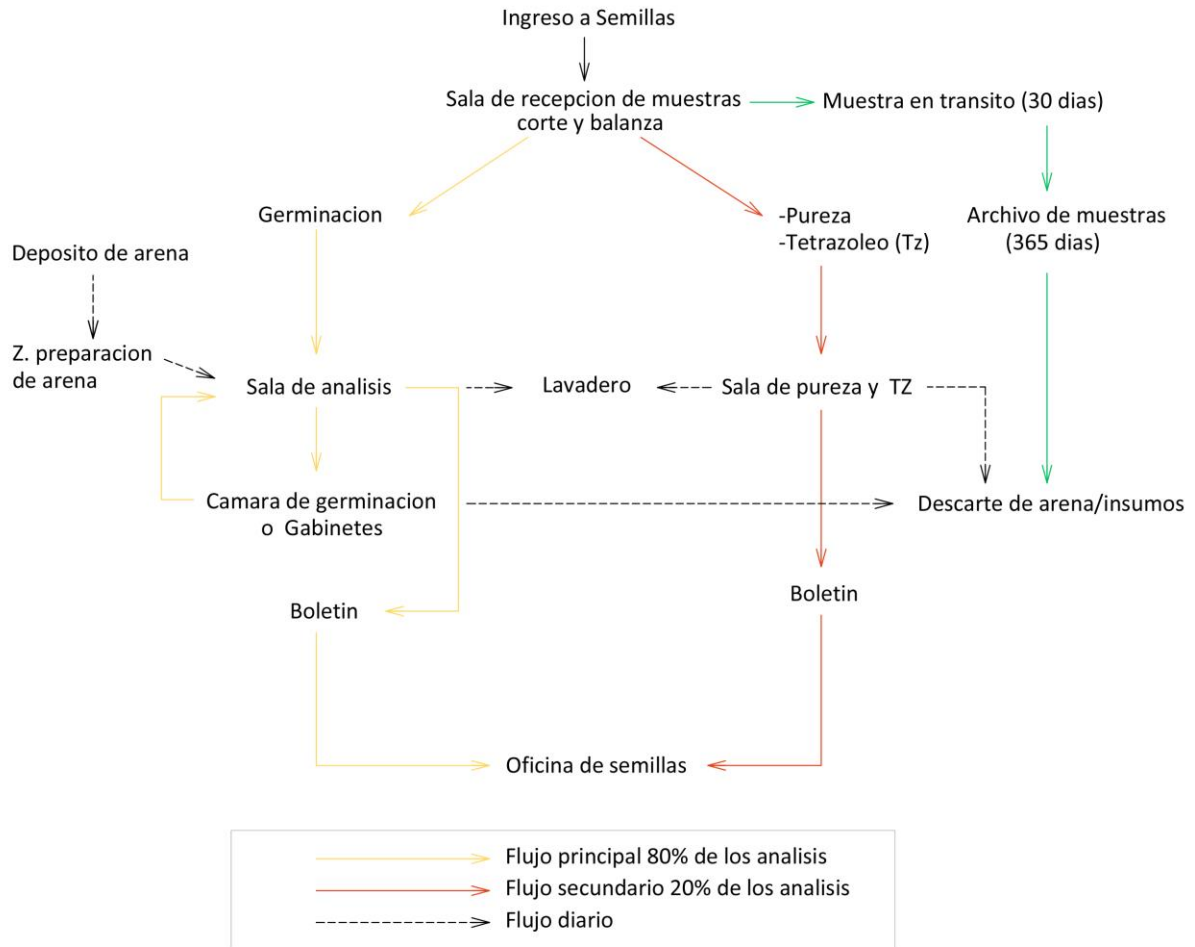 Ingreso a Semillas
Sala de recepcion de muestras
corte y balanza
Muestra en transito (30 dias)
Germinacion
-Pureza
-Tetrazoleo (Tz)
Archivo de muestras
(365 dias)
Deposito de arena
Z. preparacion
de arena
Sala de analisis
Lavadero
Sala de pureza y TZ
Camara de germinacion
o Gabinetes
Descarte de arena/insumos
Boletin
Boletin
Oficina de semillas
Flujo principal 80% de los analisis
Flujo secundario 20% de los analisis
Flujo diario